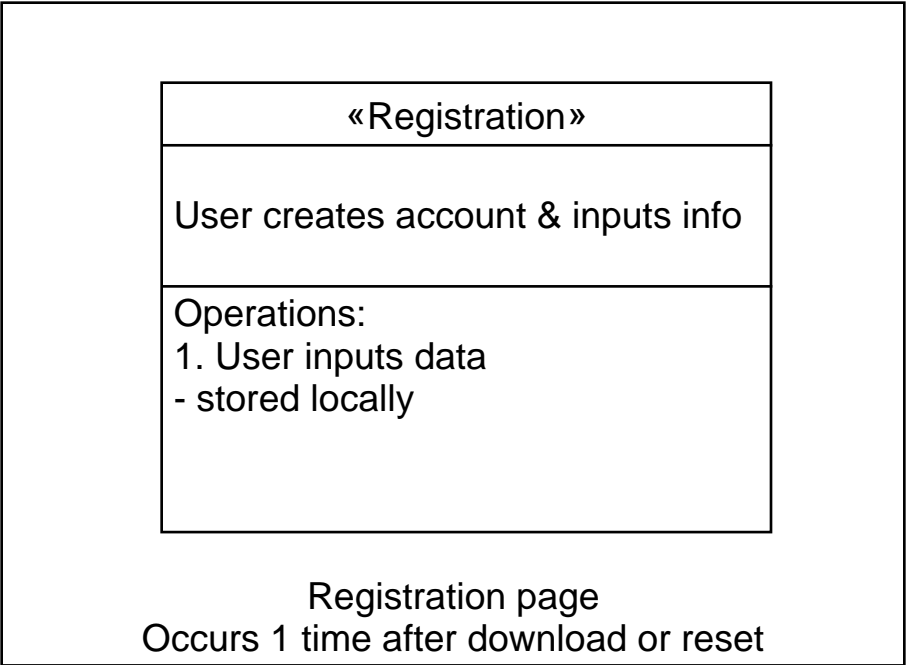 «Registration»
User creates account & inputs info
Operations:
1. User inputs data
- stored locally
Registration page
Occurs 1 time after download or reset